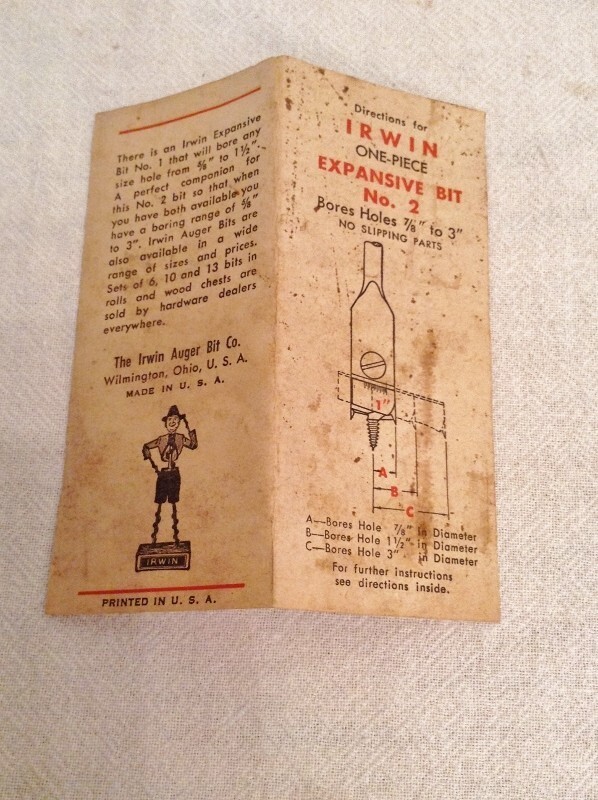 There is an Irwin Expansive
Bit No. 1 that will bore any
size hole from ⅝" to 1½".
A perfect companion for
this No. 2 bit so that when
you have both available you
have a boring range of ⅝"
to 3". Irwin Auger Bits are
also available in a wide
range of sizes and prices.
Sets of 6, 10 and 13 bits in
rolls and wood chests are
sold by hardware dealers
everywhere.
The Irwin Auger Bit Co.
Wilmington, Ohio, U. S. A.
MADE IN U. S. A.
IRWIN
PRINTED IN U. S. A.
Directions for
IRWIN
ONE-PIECE
EXPANSIVE BIT
No. 2
Bores Holes ⅞" to 3"
NO SLIPPING PARTS
1"
A
B
C
A—Bores Hole ⅞" in Diameter
B—Bores Hole 1½" in Diameter
C—Bores Hole 3" in Diameter
For further instructions
see directions inside.